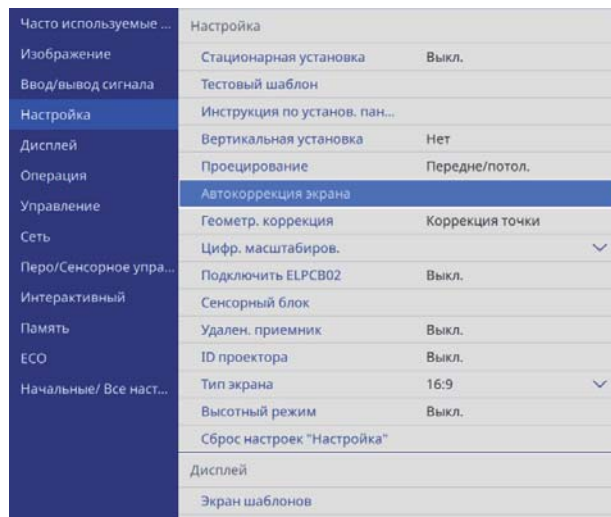 Часто используемые ...
Изображение
Ввод/вывод сигнала
Настройка
Дисплей
Операция
Управление
Сеть
Перо/Сенсорное упра...
Интерактивный
Память
ECO
Начальные/ Все наст...
Настройка
Стационарная установка Выкл.
Тестовый шаблон
Инструкция по установ. пан...
Вертикальная установка Нет
Проецирование Передне/потол.
Автокоррекция экрана
Геометр. коррекция Коррекция точки
Цифр. масштабиров.
Подключить ELPCB02 Выкл.
Сенсорный блок
Удален. приемник Выкл.
ID проектора Выкл.
Тип экрана 16:9
Высотный режим Выкл.
Сброс настроек "Настройка"
Дисплей
Экран шаблонов